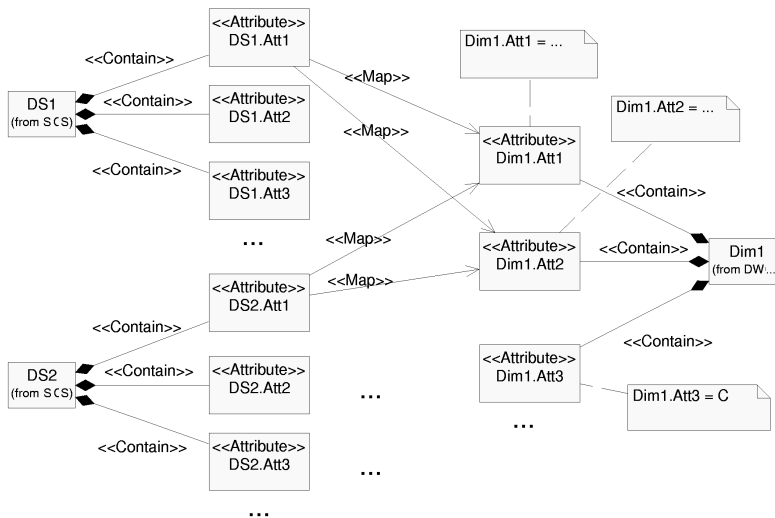 <<Attribute>>
DS1.Att1
<<Contain>>
DS1
(from SCS)
<<Contain>>
<<Attribute>>
DS1.Att2
<<Contain>>
<<Attribute>>
DS1.Att3
...
<<Map>>
<<Map>>
Dim1.Att1 = ...
Dim1.Att2 = ...
<<Attribute>>
Dim1.Att1
<<Contain>>
<<Map>>
<<Map>>
<<Attribute>>
Dim1.Att2
<<Contain>>
Dim1
(from DW...
<<Attribute>>
DS2.Att1
<<Contain>>
DS2
(from SCS)
<<Contain>>
<<Attribute>>
DS2.Att2
...
<<Contain>>
<<Attribute>>
DS2.Att3
...
...
<<Attribute>>
Dim1.Att3
<<Contain>>
Dim1.Att3 = C
...